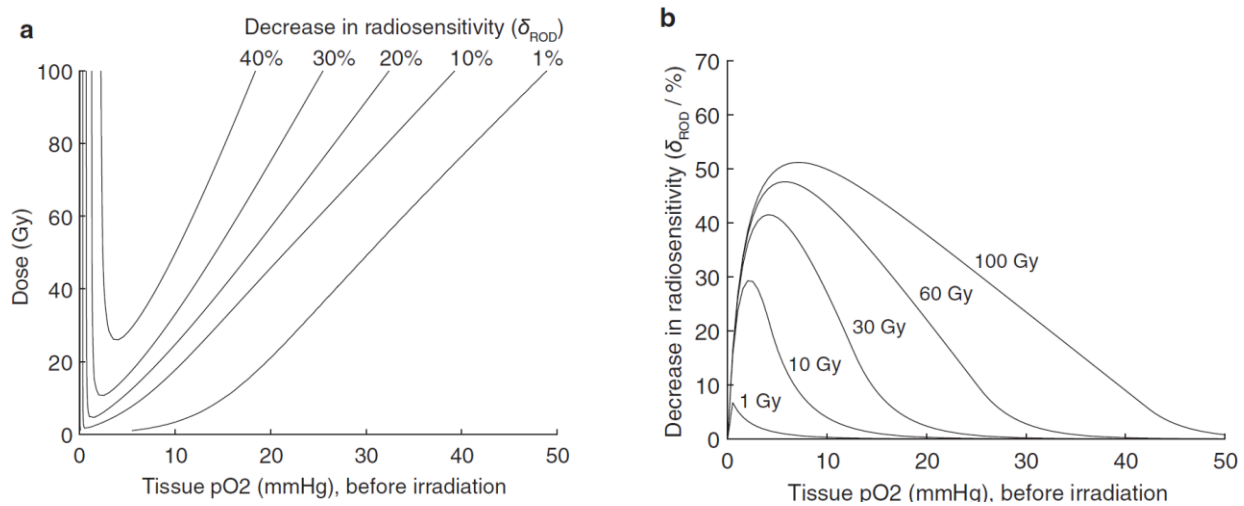 a
Decrease in radiosensitivity (δROD)
40% 30% 20% 10% 1%
100
80
60
40
20
0
Dose (Gy)
0 10 20 30 40 50
Tissue pO2 (mmHg), before irradiation
b
70
60
50
40
30
20
10
0
Decrease in radiosensitivity (δROD / %)
100 Gy
60 Gy
30 Gy
10 Gy
1 Gy
0 10 20 30 40 50
Tissue pO2 (mmHg), before irradiation